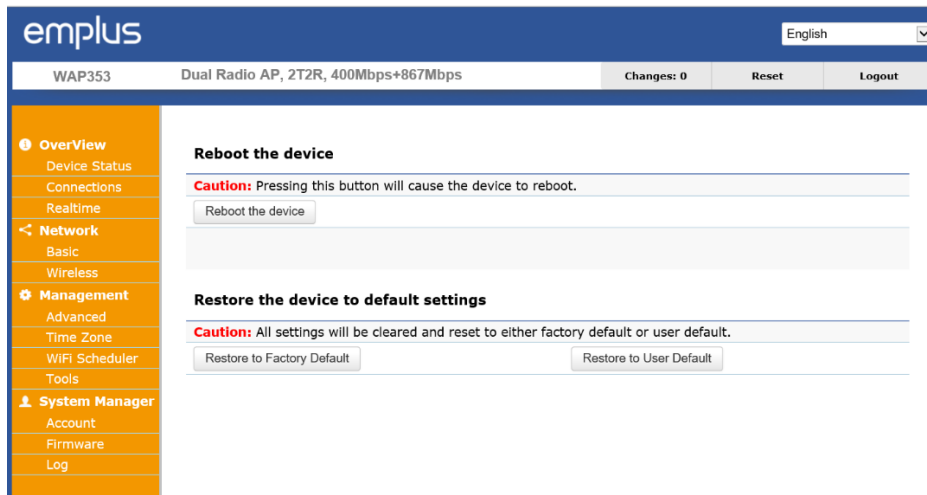 emplus
English
WAP353 Dual Radio AP, 2T2R, 400Mbps+867Mbps Changes: 0 Reset Logout
OverView
Device Status
Connections
Realtime
Network
Basic
Wireless
Management
Advanced
Time Zone
WiFi Scheduler
Tools
System Manager
Account
Firmware
Log
Reboot the device
Caution: Pressing this button will cause the device to reboot.
Reboot the device
Restore the device to default settings
Caution: All settings will be cleared and reset to either factory default or user default.
Restore to Factory Default Restore to User Default